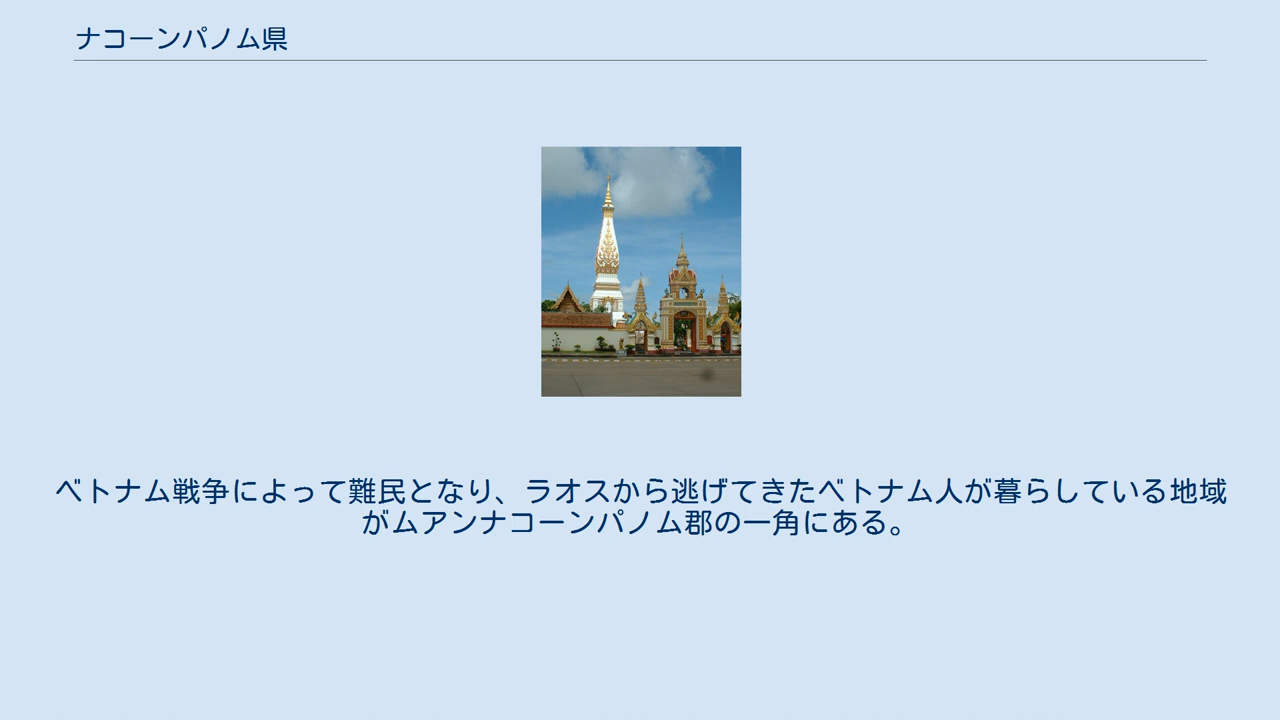 ナコーンパノム県
ベトナム戦争によって難民となり、ラオスから逃げてきたベトナム人が暮らしている地域
がムアンナコーンパノム郡の一角にある。